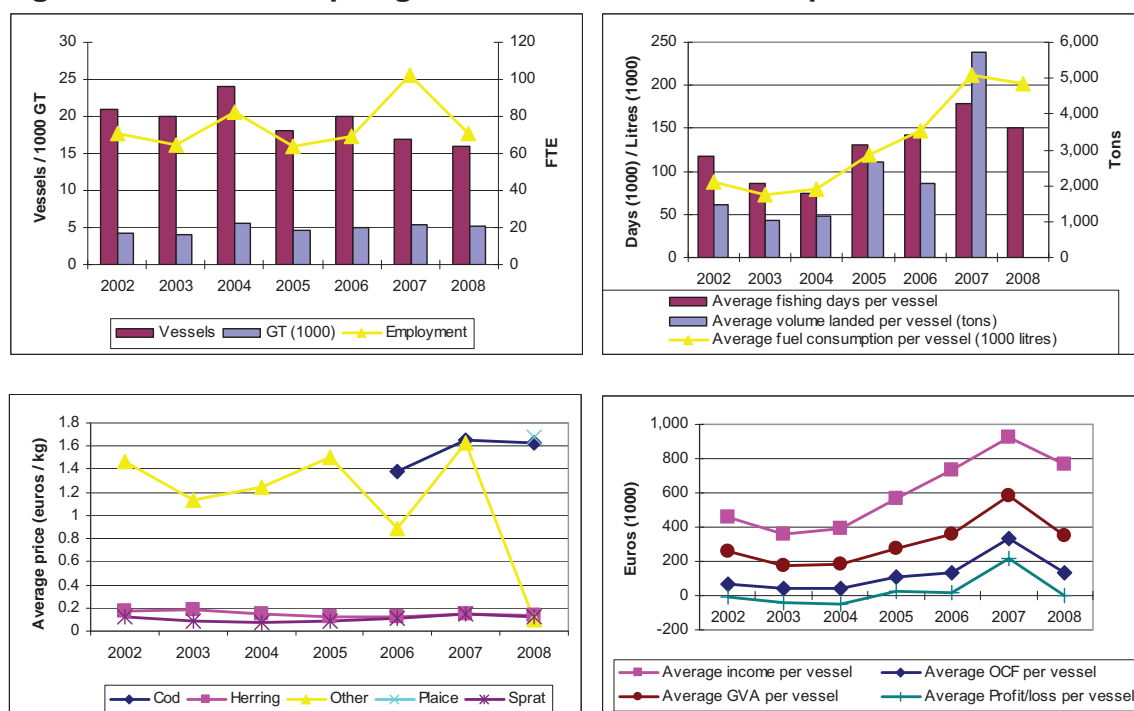 30
25
20
15
10
5
0
Vessels / 1000 GT
120
100
80
60
40
20
0
FTE
2002 2003 2004 2005 2006 2007 2008
Vessels GT (1000) Employment
250
200
150
100
50
0
Days (1000) / Litres (1000)
6,000
5,000
4,000
3,000
2,000
1,000
0
Tons
2002 2003 2004 2005 2006 2007 2008
Average fishing days per vessel
Average volume landed per vessel (tons)
Average fuel consumption per vessel (1000 litres)
1.8
1.6
1.4
1.2
1
0.8
0.6
0.4
0.2
0
Average price (euros / kg)
2002 2003 2004 2005 2006 2007 2008
Cod Herring Other Plaice Sprat
1,000
800
600
400
200
0
-200
Euros (1000)
2002 2003 2004 2005 2006 2007 2008
Average income per vessel Average OCF per vessel
Average GVA per vessel Average Profit/loss per vessel